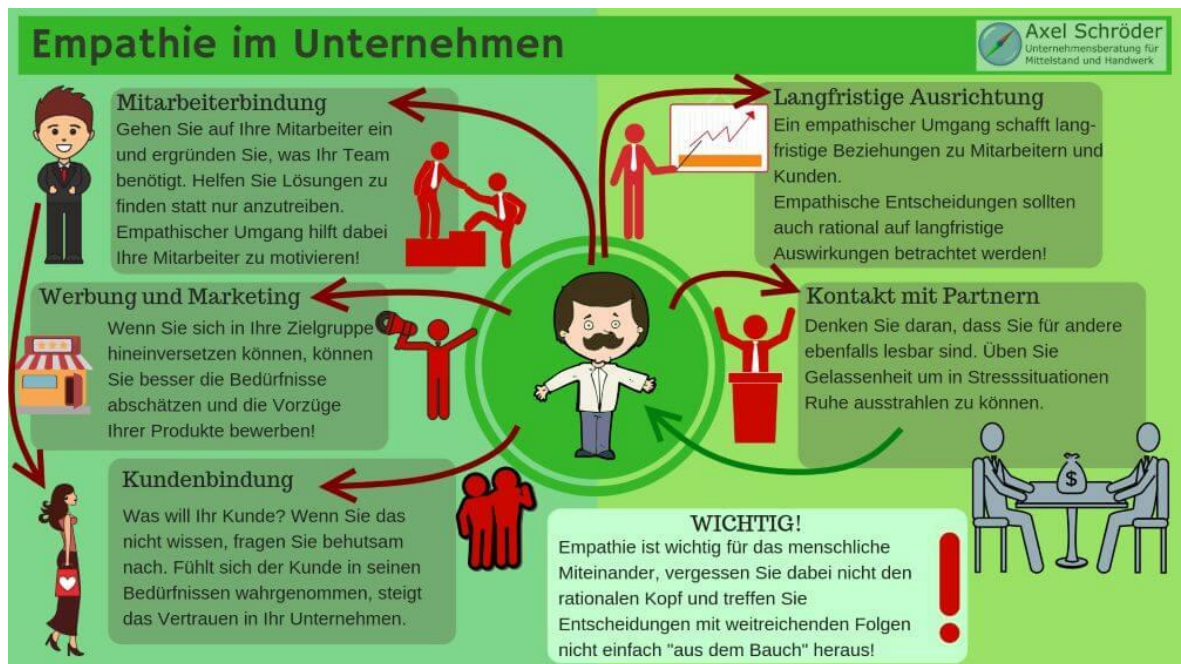 Empathie im Unternehmen
Axel Schröder
Unternehmensberatung für
Mittelstand und Handwerk
Mitarbeiterbindung
Gehen Sie auf Ihre Mitarbeiter ein
und ergründen Sie, was Ihr Team
benötigt. Helfen Sie Lösungen zu
finden statt nur anzutreiben.
Empathischer Umgang hilft dabei
Ihre Mitarbeiter zu motivieren!
Langfristige Ausrichtung
Ein empathischer Umgang schafft lang-
fristige Beziehungen zu Mitarbeitern und
Kunden.
Empathische Entscheidungen sollten
auch rational auf langfristige
Auswirkungen betrachtet werden!
Werbung und Marketing
Wenn Sie sich in Ihre Zielgruppe
hineinversetzen können, können
Sie besser die Bedürfnisse
abschätzen und die Vorzüge
Ihrer Produkte bewerben!
Kontakt mit Partnern
Denken Sie daran, dass Sie für andere
ebenfalls lesbar sind. Üben Sie
Gelassenheit um in Stresssituationen
Ruhe ausstrahlen zu können.
$
Kundenbindung
Was will Ihr Kunde? Wenn Sie das
nicht wissen, fragen Sie behutsam
nach. Fühlt sich der Kunde in seinen
Bedürfnissen wahrgenommen, steigt
das Vertrauen in Ihr Unternehmen.
WICHTIG!
Empathie ist wichtig für das menschliche
Miteinander, vergessen Sie dabei nicht den
rationalen Kopf und treffen Sie
Entscheidungen mit weitreichenden Folgen
nicht einfach "aus dem Bauch" heraus!
!